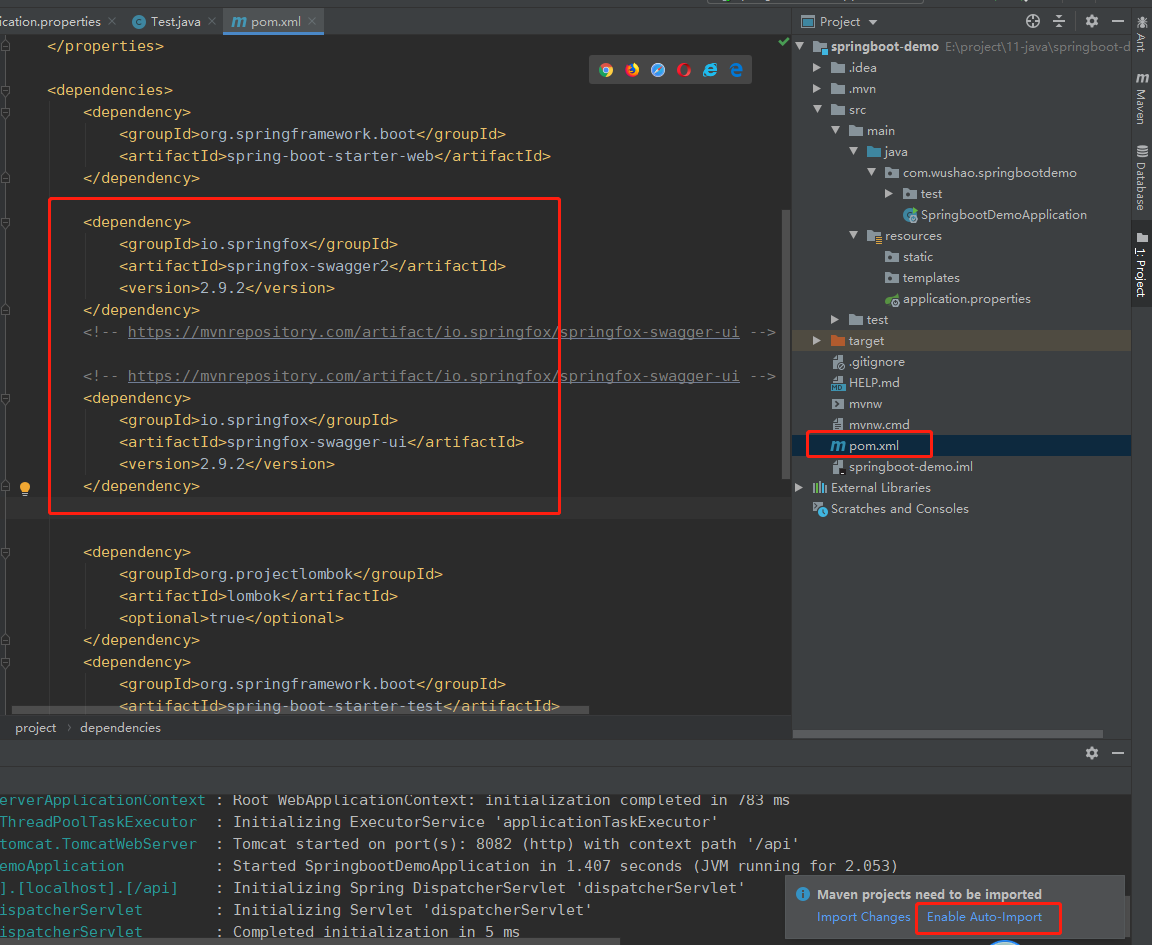 ication.properties
Test.java
pom.xml
</properties>
<dependencies>
<dependency>
<groupId>org.springframework.boot</groupId>
<artifactId>spring-boot-starter-web</artifactId>
</dependency>
<dependency>
<groupId>io.springfox</groupId>
<artifactId>springfox-swagger2</artifactId>
<version>2.9.2</version>
</dependency>
<!-- https://mvnrepository.com/artifact/io.springfox/springfox-swagger-ui -->
<!-- https://mvnrepository.com/artifact/io.springfox/springfox-swagger-ui -->
<dependency>
<groupId>io.springfox</groupId>
<artifactId>springfox-swagger-ui</artifactId>
<version>2.9.2</version>
</dependency>
<dependency>
<groupId>org.projectlombok</groupId>
<artifactId>lombok</artifactId>
<optional>true</optional>
</dependency>
<dependency>
<groupId>org.springframework.boot</groupId>
<artifactId>spring-boot-starter-test</artifactId>
project
dependencies
Project
springboot-demo E:\project\11-java\springboot-d
.idea
.mvn
src
main
java
com.wushao.springbootdemo
test
SpringbootDemoApplication
resources
static
templates
application.properties
test
target
.gitignore
HELP.md
mvnw
mvnw.cmd
pom.xml
springboot-demo.iml
External Libraries
Scratches and Consoles
Ant
Maven
Database
1: Project
erverApplicationContext : Root WebApplicationContext: initialization completed in 783 ms
ThreadPoolTaskExecutor : Initializing ExecutorService 'applicationTaskExecutor'
tomcat.TomcatWebServer : Tomcat started on port(s): 8082 (http) with context path '/api'
emoApplication : Started SpringbootDemoApplication in 1.407 seconds (JVM running for 2.053)
].[localhost].[/api] : Initializing Spring DispatcherServlet 'dispatcherServlet'
ispatcherServlet : Initializing Servlet 'dispatcherServlet'
ispatcherServlet : Completed initialization in 5 ms
Maven projects need to be imported
Import Changes Enable Auto-Import